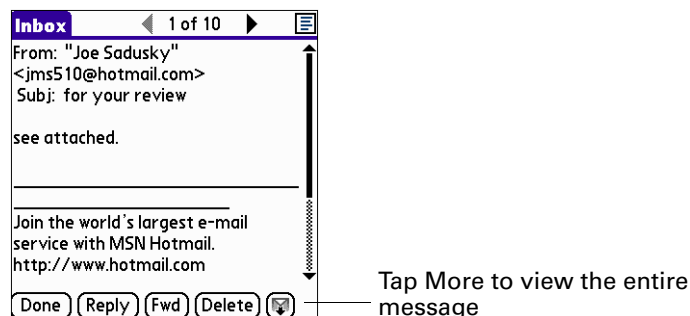 Inbox 1 of 10
From: "Joe Sadusky"
<jms510@hotmail.com>
Subj: for your review
see attached.
Join the world's largest e-mail
service with MSN Hotmail.
http://www.hotmail.com
Done Reply Fwd Delete
Tap More to view the entire
message